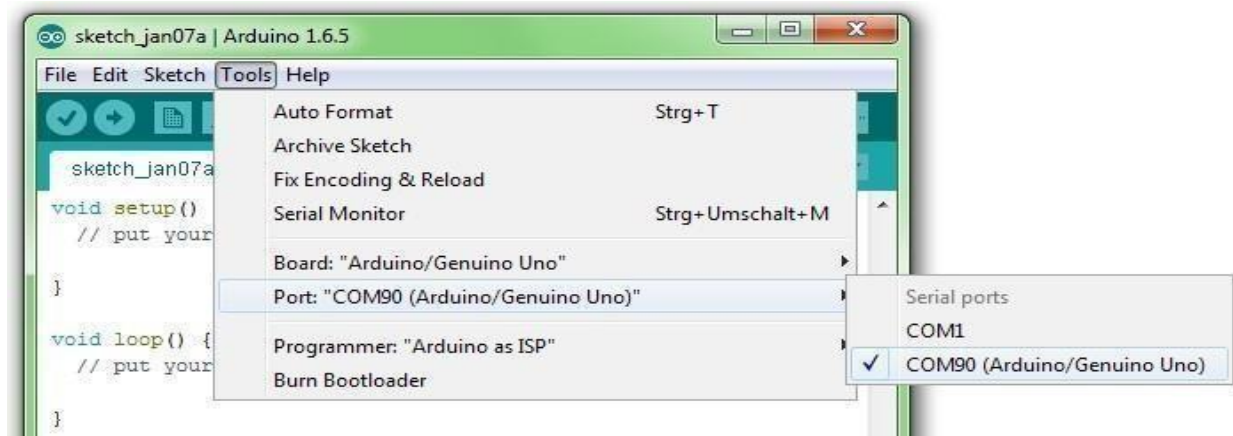 sketch_jan07a | Arduino 1.6.5
File Edit Sketch Tools Help
Auto Format Strg+T
Archive Sketch
sketch_jan07a
Fix Encoding & Reload
void setup()
Serial Monitor Strg+Umschalt+M
// put your
Board: "Arduino/Genuino Uno"
}
Port: "COM90 (Arduino/Genuino Uno)"
Serial ports
COM1
void loop() {
Programmer: "Arduino as ISP"
// put your
✓ COM90 (Arduino/Genuino Uno)
Burn Bootloader
}